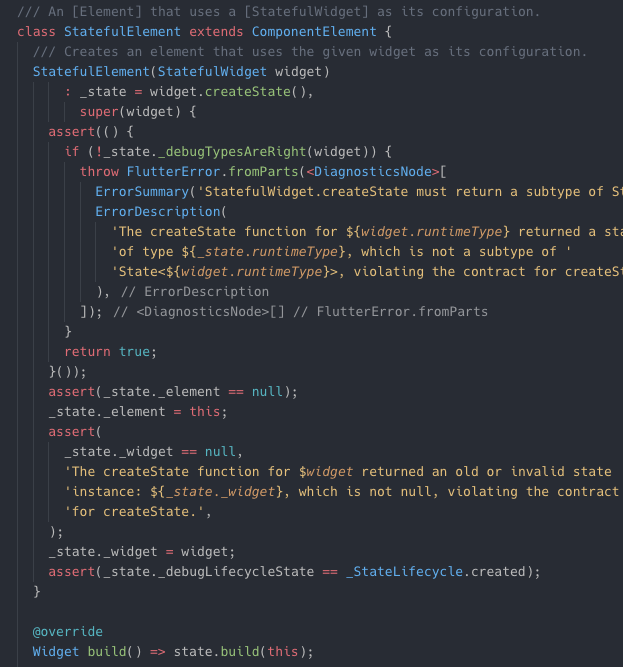 /// An [Element] that uses a [StatefulWidget] as its configuration.
class StatefulElement extends ComponentElement {
  /// Creates an element that uses the given widget as its configuration.
  StatefulElement(StatefulWidget widget)
      : _state = widget.createState(),
        super(widget) {
    assert(() {
      if (!_state._debugTypesAreRight(widget)) {
        throw FlutterError.fromParts(<DiagnosticsNode>[
          ErrorSummary('StatefulWidget.createState must return a subtype of St
          ErrorDescription(
            'The createState function for ${widget.runtimeType} returned a sta
            'of type ${_state.runtimeType}, which is not a subtype of '
            'State<${widget.runtimeType}>, violating the contract for createSt
          ), // ErrorDescription
        ]); // <DiagnosticsNode>[] // FlutterError.fromParts
      }
      return true;
    }());
    assert(_state._element == null);
    _state._element = this;
    assert(
      _state._widget == null,
      'The createState function for $widget returned an old or invalid state
      'instance: ${_state._widget}, which is not null, violating the contract
      'for createState.',
    );
    _state._widget = widget;
    assert(_state._debugLifecycleState == _StateLifecycle.created);
  }

  @override
  Widget build() => state.build(this);